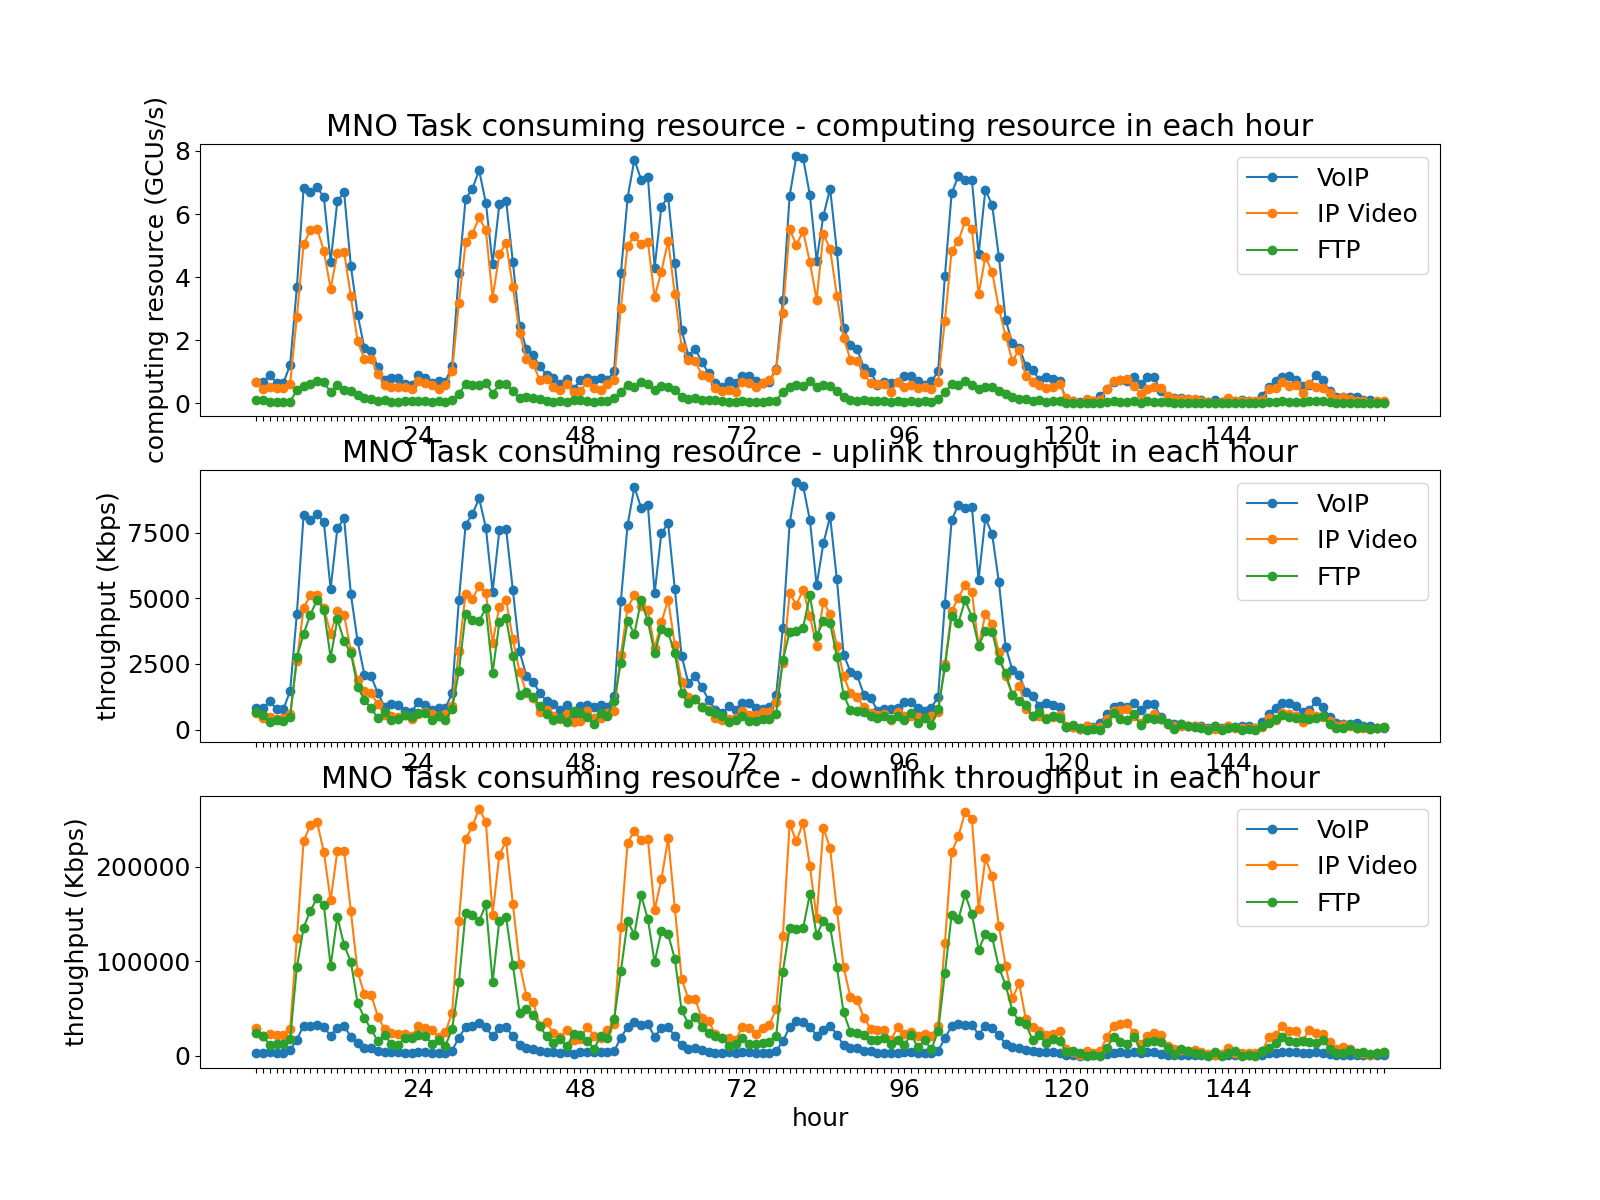 MNO Task consuming resource - computing resource in each hour
computing resource (GCUs/s)
8
6
4
2
0
VoIP
IP Video
FTP
24 48 72 96 120 144
MNO Task consuming resource - uplink throughput in each hour
throughput (Kbps)
7500
5000
2500
0
VoIP
IP Video
FTP
24 48 72 96 120 144
MNO Task consuming resource - downlink throughput in each hour
throughput (Kbps)
200000
100000
0
VoIP
IP Video
FTP
24 48 72 96 120 144
hour